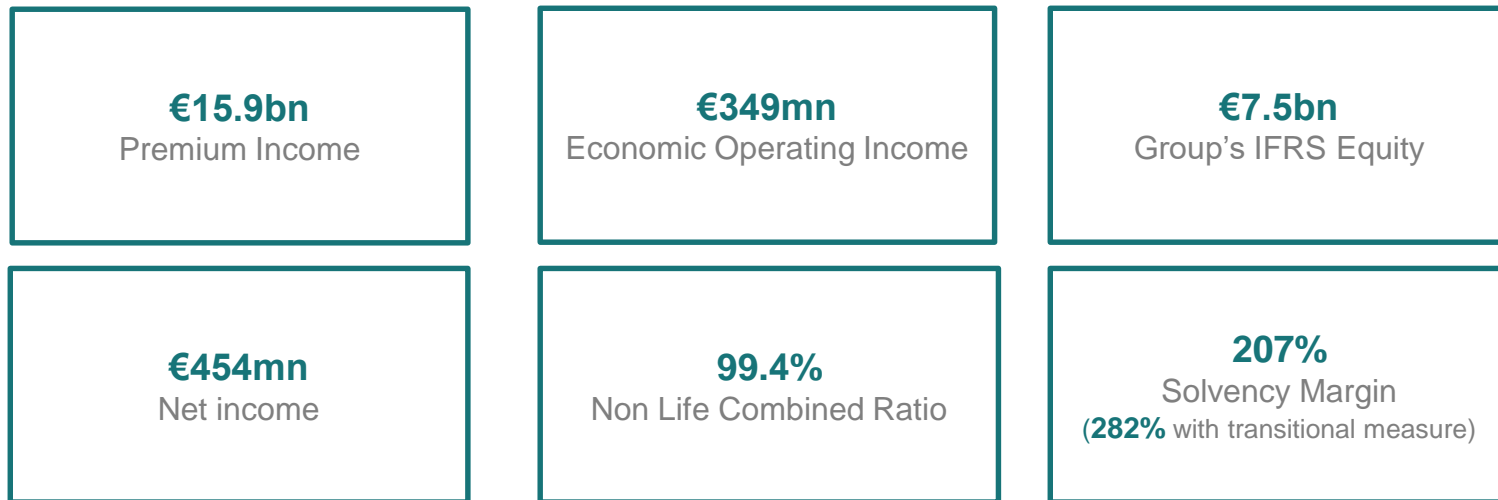 €15.9bn
Premium Income
€349mn
Economic Operating Income
€7.5bn
Group’s IFRS Equity
€454mn
Net income
99.4%
Non Life Combined Ratio
207%
Solvency Margin
(282% with transitional measure)